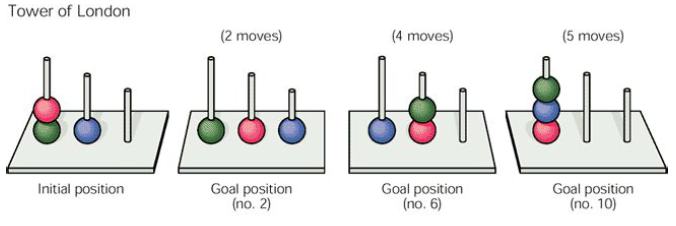 Tower of London
(2 moves)
(4 moves)
(5 moves)
Initial position
Goal position
(no. 2)
Goal position
(no. 6)
Goal position
(no. 10)